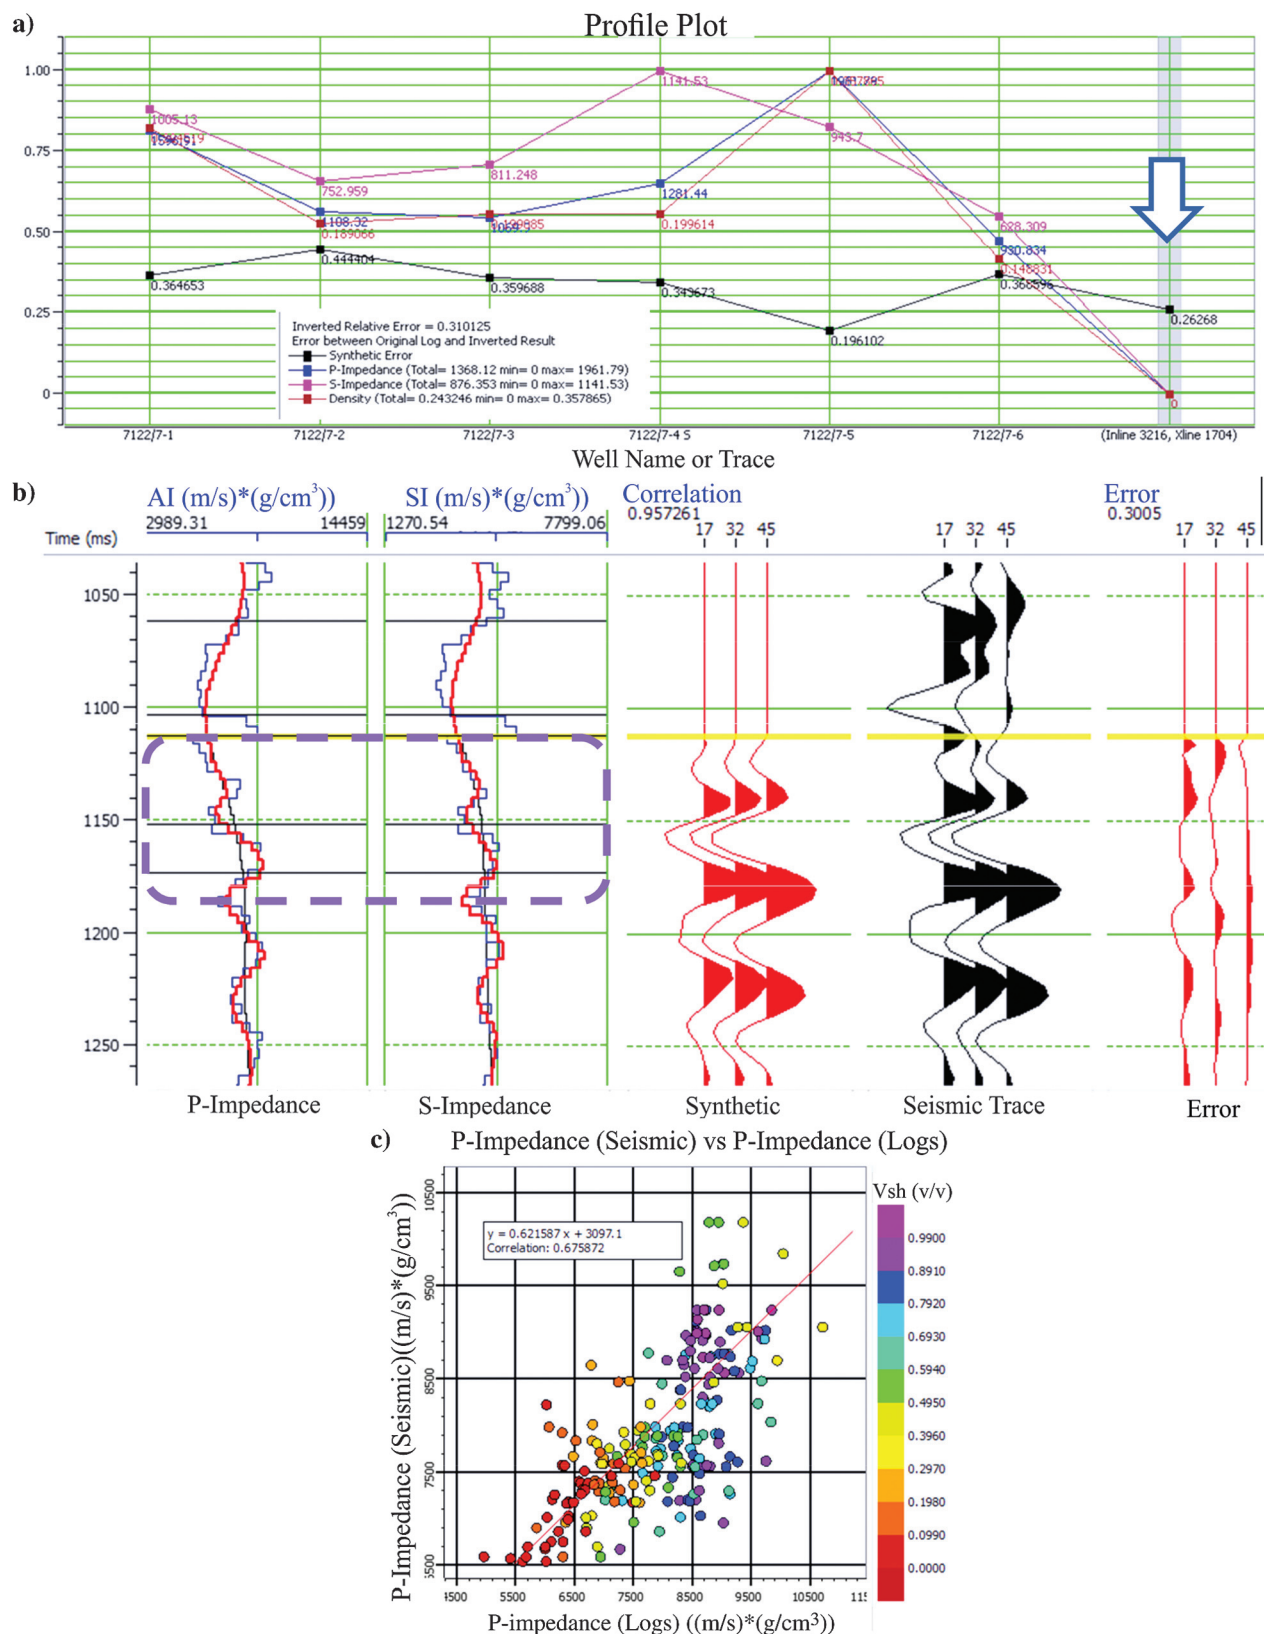 a)
Profile Plot
1.00
0.75
0.50
0.25
0
1005.13
752.959
811.248
1141.53
943.7
628.309
1108.32
1069.5
1281.44
930.834
0.189066
0.199885
0.199614
0.148831
0.364653
0.444404
0.359688
0.343673
0.196102
0.368596
0.26268
0
Inverted Relative Error = 0.310125
Error between Original Log and Inverted Result
Synthetic Error
P-Impedance (Total= 1368.12 min= 0 max= 1961.79)
S-Impedance (Total= 876.353 min= 0 max= 1141.53)
Density (Total= 0.243246 min= 0 max= 0.357865)
7122/7-1 7122/7-2 7122/7-3 7122/7-4 S 7122/7-5 7122/7-6 (Inline 3216, Xline 1704)
Well Name or Trace
b)
AI (m/s)*(g/cm³)) SI (m/s)*(g/cm³)) Correlation Error
2989.31 14459 1270.54 7799.06 0.957261 0.3005
Time (ms) 17 32 45 17 32 45 17 32 45
1050
1100
1150
1200
1250
P-Impedance S-Impedance Synthetic Seismic Trace Error
c)
P-Impedance (Seismic) vs P-Impedance (Logs)
P-Impedance (Seismic)((m/s)*(g/cm³))
10500
9500
8500
7500
y = 0.621587 x + 3097.1
Correlation: 0.675872
Vsh (v/v)
0.9900
0.8910
0.7920
0.6930
0.5940
0.4950
0.3960
0.2970
0.1980
0.0990
0.0000
5500 6500 7500 8500 9500 10500
P-impedance (Logs) ((m/s)*(g/cm³))